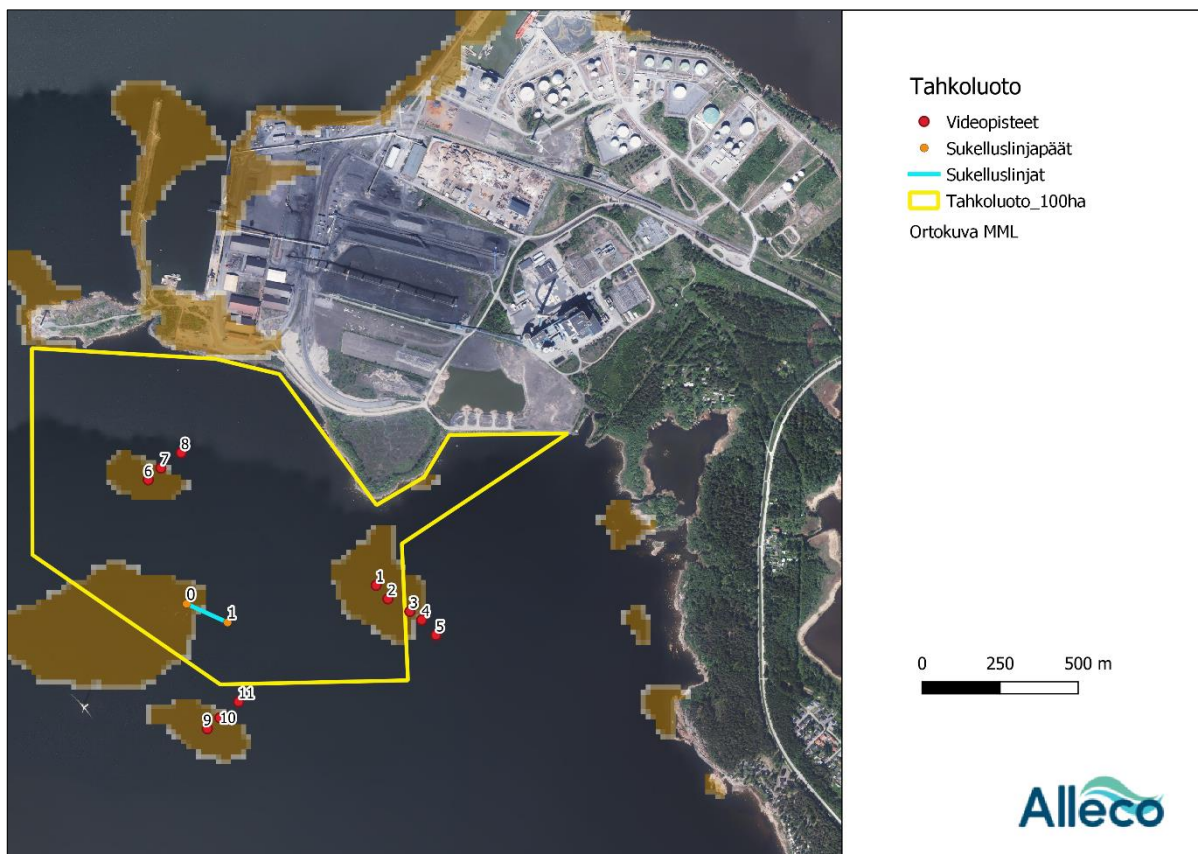 Tahkoluoto
Videopisteet
Sukelluslinjapäät
Sukelluslinjat
Tahkoluoto_100ha
Ortokuva MML
8
7
6
1
0
2
1
3
4
5
11
10
9
0 250 500 m
Alleco